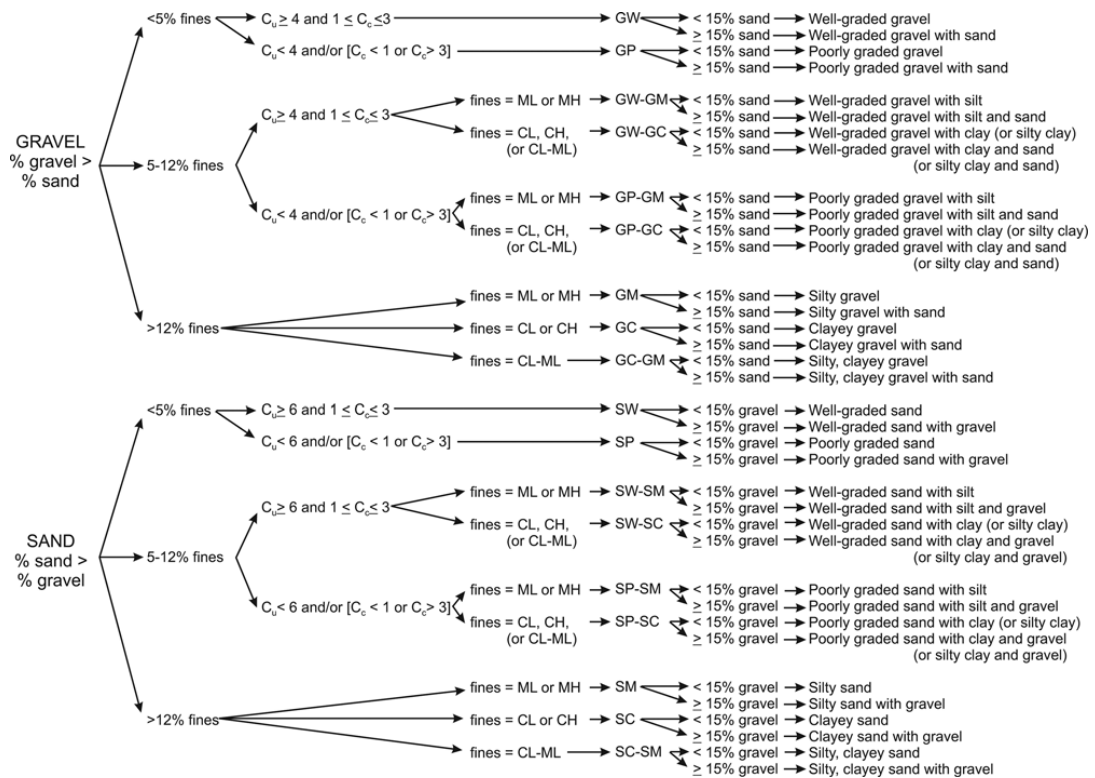 <5% fines
Cu ≥ 4 and 1 ≤ Cc ≤ 3
GW
< 15% sand
Well-graded gravel
≥ 15% sand
Well-graded gravel with sand
Cu < 4 and/or [Cc < 1 or Cc > 3]
GP
< 15% sand
Poorly graded gravel
≥ 15% sand
Poorly graded gravel with sand
GRAVEL
% gravel >
% sand
5-12% fines
Cu ≥ 4 and 1 ≤ Cc ≤ 3
fines = ML or MH
GW-GM
< 15% sand
Well-graded gravel with silt
≥ 15% sand
Well-graded gravel with silt and sand
fines = CL, CH,
(or CL-ML)
GW-GC
< 15% sand
Well-graded gravel with clay (or silty clay)
≥ 15% sand
Well-graded gravel with clay and sand
(or silty clay and sand)
Cu < 4 and/or [Cc < 1 or Cc > 3]
fines = ML or MH
GP-GM
< 15% sand
Poorly graded gravel with silt
≥ 15% sand
Poorly graded gravel with silt and sand
fines = CL, CH,
(or CL-ML)
GP-GC
< 15% sand
Poorly graded gravel with clay (or silty clay)
≥ 15% sand
Poorly graded gravel with clay and sand
(or silty clay and sand)
>12% fines
fines = ML or MH
GM
< 15% sand
Silty gravel
≥ 15% sand
Silty gravel with sand
fines = CL or CH
GC
< 15% sand
Clayey gravel
≥ 15% sand
Clayey gravel with sand
fines = CL-ML
GC-GM
< 15% sand
Silty, clayey gravel
≥ 15% sand
Silty, clayey gravel with sand
<5% fines
Cu ≥ 6 and 1 ≤ Cc ≤ 3
SW
< 15% gravel
Well-graded sand
≥ 15% gravel
Well-graded sand with gravel
Cu < 6 and/or [Cc < 1 or Cc > 3]
SP
< 15% gravel
Poorly graded sand
≥ 15% gravel
Poorly graded sand with gravel
SAND
% sand >
% gravel
5-12% fines
Cu ≥ 6 and 1 ≤ Cc ≤ 3
fines = ML or MH
SW-SM
< 15% gravel
Well-graded sand with silt
≥ 15% gravel
Well-graded sand with silt and gravel
fines = CL, CH,
(or CL-ML)
SW-SC
< 15% gravel
Well-graded sand with clay (or silty clay)
≥ 15% gravel
Well-graded sand with clay and gravel
(or silty clay and gravel)
Cu < 6 and/or [Cc < 1 or Cc > 3]
fines = ML or MH
SP-SM
< 15% gravel
Poorly graded sand with silt
≥ 15% gravel
Poorly graded sand with silt and gravel
fines = CL, CH,
(or CL-ML)
SP-SC
< 15% gravel
Poorly graded sand with clay (or silty clay)
≥ 15% gravel
Poorly graded sand with clay and gravel
(or silty clay and gravel)
>12% fines
fines = ML or MH
SM
< 15% gravel
Silty sand
≥ 15% gravel
Silty sand with gravel
fines = CL or CH
SC
< 15% gravel
Clayey sand
≥ 15% gravel
Clayey sand with gravel
fines = CL-ML
SC-SM
< 15% gravel
Silty, clayey sand
≥ 15% gravel
Silty, clayey sand with gravel